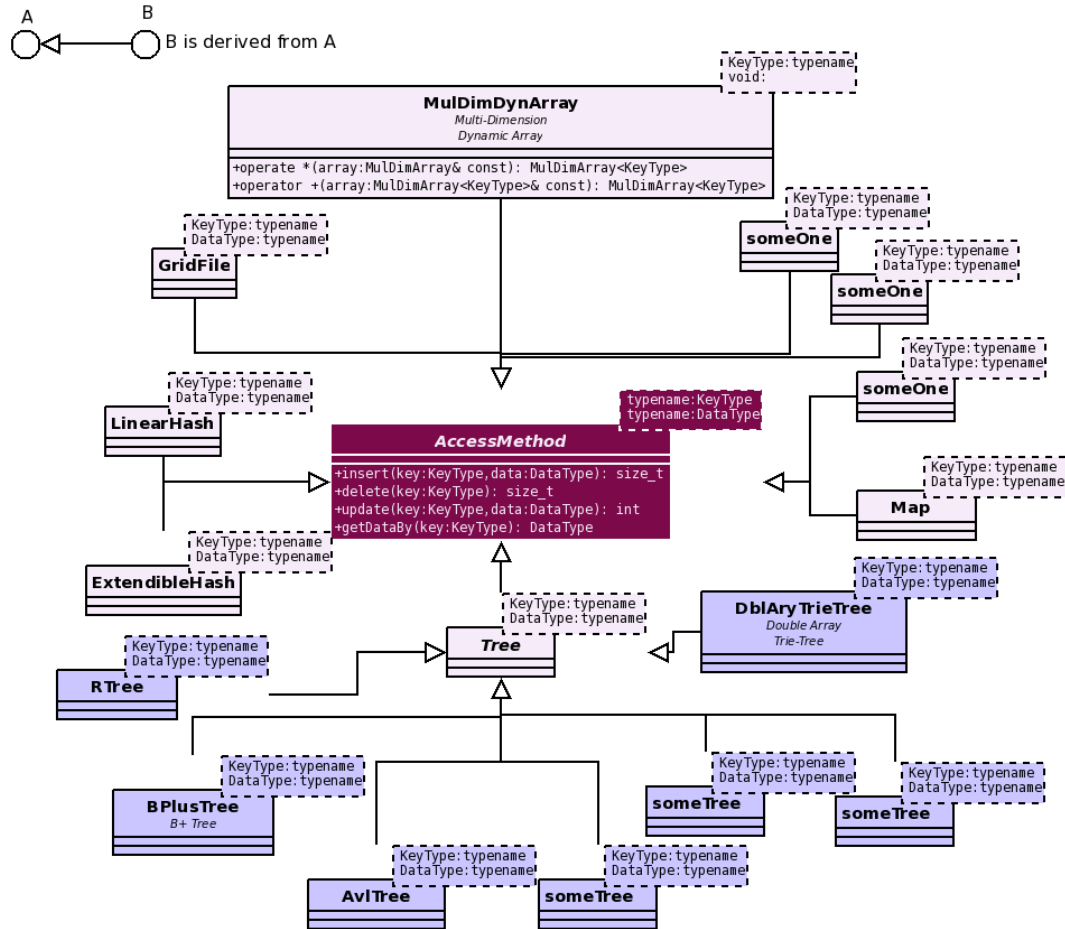 A
B
B is derived from A
KeyType:typename
void:
MulDimDynArray
Multi-Dimension
Dynamic Array
+operate *(array:MulDimArray& const): MulDimArray<KeyType>
+operator +(array:MulDimArray<KeyType>& const): MulDimArray<KeyType>
KeyType:typename
DataType:typename
GridFile
KeyType:typename
DataType:typename
someOne
KeyType:typename
DataType:typename
someOne
KeyType:typename
DataType:typename
someOne
KeyType:typename
DataType:typename
LinearHash
typename:KeyType
typename:DataType
AccessMethod
+insert(key:KeyType,data:DataType): size_t
+delete(key:KeyType): size_t
+update(key:KeyType,data:DataType): int
+getDataBy(key:KeyType): DataType
KeyType:typename
DataType:typename
Map
KeyType:typename
DataType:typename
ExtendibleHash
KeyType:typename
DataType:typename
Tree
KeyType:typename
DataType:typename
DblAryTrieTree
Double Array
Trie-Tree
KeyType:typename
DataType:typename
RTree
KeyType:typename
DataType:typename
BPlusTree
B+ Tree
KeyType:typename
DataType:typename
someTree
KeyType:typename
DataType:typename
someTree
KeyType:typename
DataType:typename
AvlTree
KeyType:typename
DataType:typename
someTree